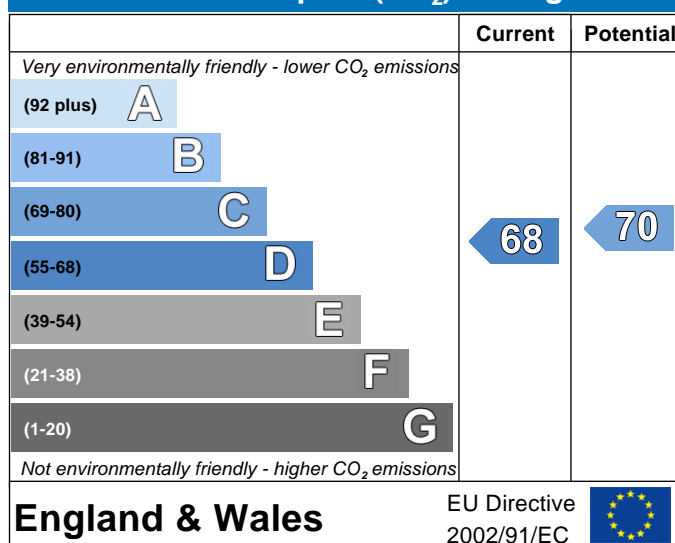 Current Potential
Very environmentally friendly - lower CO₂ emissions
(92 plus) A
(81-91) B
(69-80) C
(55-68) D
(39-54) E
(21-38) F
(1-20) G
68 70
Not environmentally friendly - higher CO₂ emissions
England & Wales
EU Directive
2002/91/EC